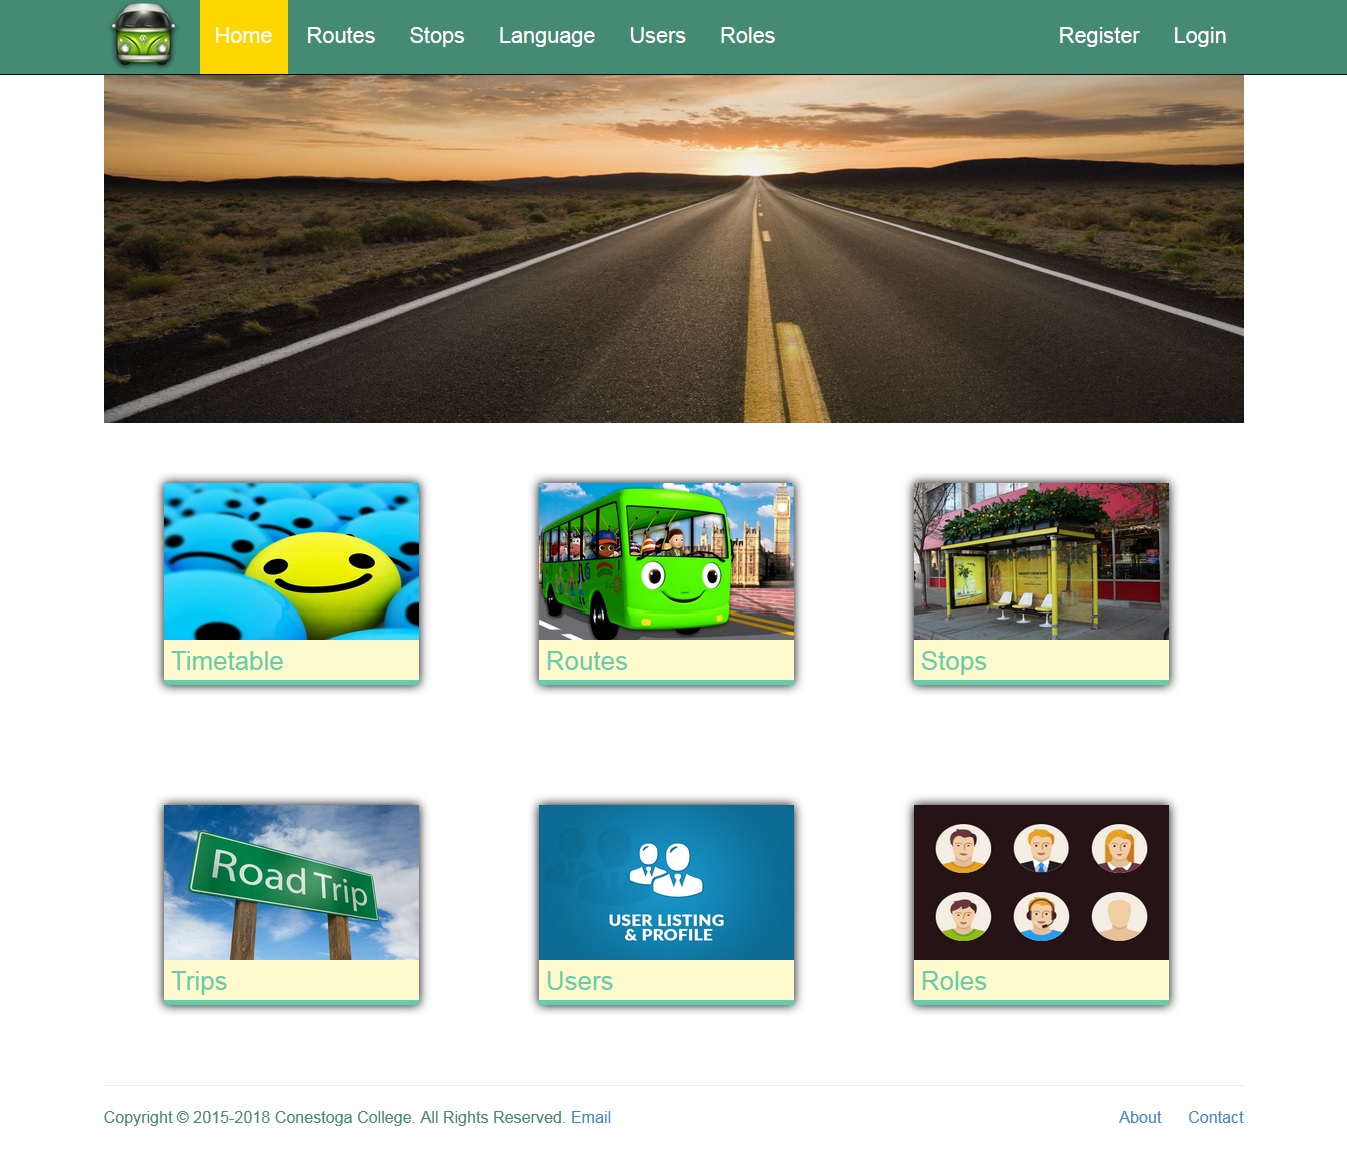 Home Routes Stops Language Users Roles Register Login
Timetable
Routes
Stops
Road Trip
Trips
USER LISTING
& PROFILE
Users
Roles
Copyright © 2015-2018 Conestoga College. All Rights Reserved. Email About Contact